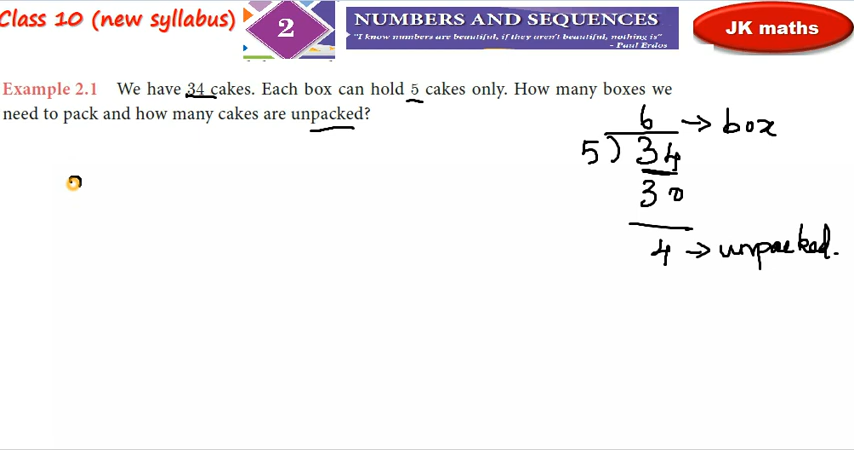 Class 10 (new syllabus)
2
NUMBERS AND SEQUENCES
"I know numbers are beautiful, if they aren't beautiful, nothing is"
- Paul Erdos
JK maths
Example 2.1 We have 34 cakes. Each box can hold 5 cakes only. How many boxes we
need to pack and how many cakes are unpacked?
6 → box
5 ) 34
30
4 → unpacked.